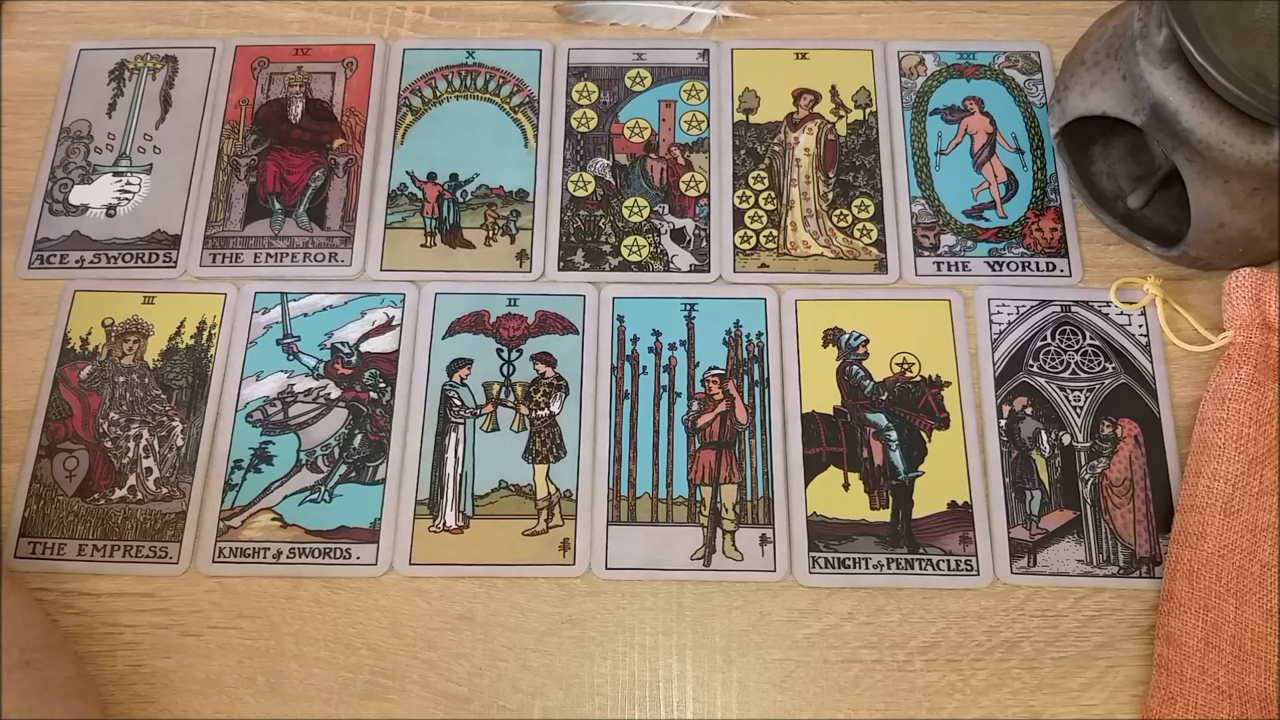 IV
X
X
IX
XXI
ACE of SWORDS.
THE EMPEROR.
THE WORLD.
III
II
IX
III
THE EMPRESS.
KNIGHT of SWORDS.
KNIGHT of PENTACLES.